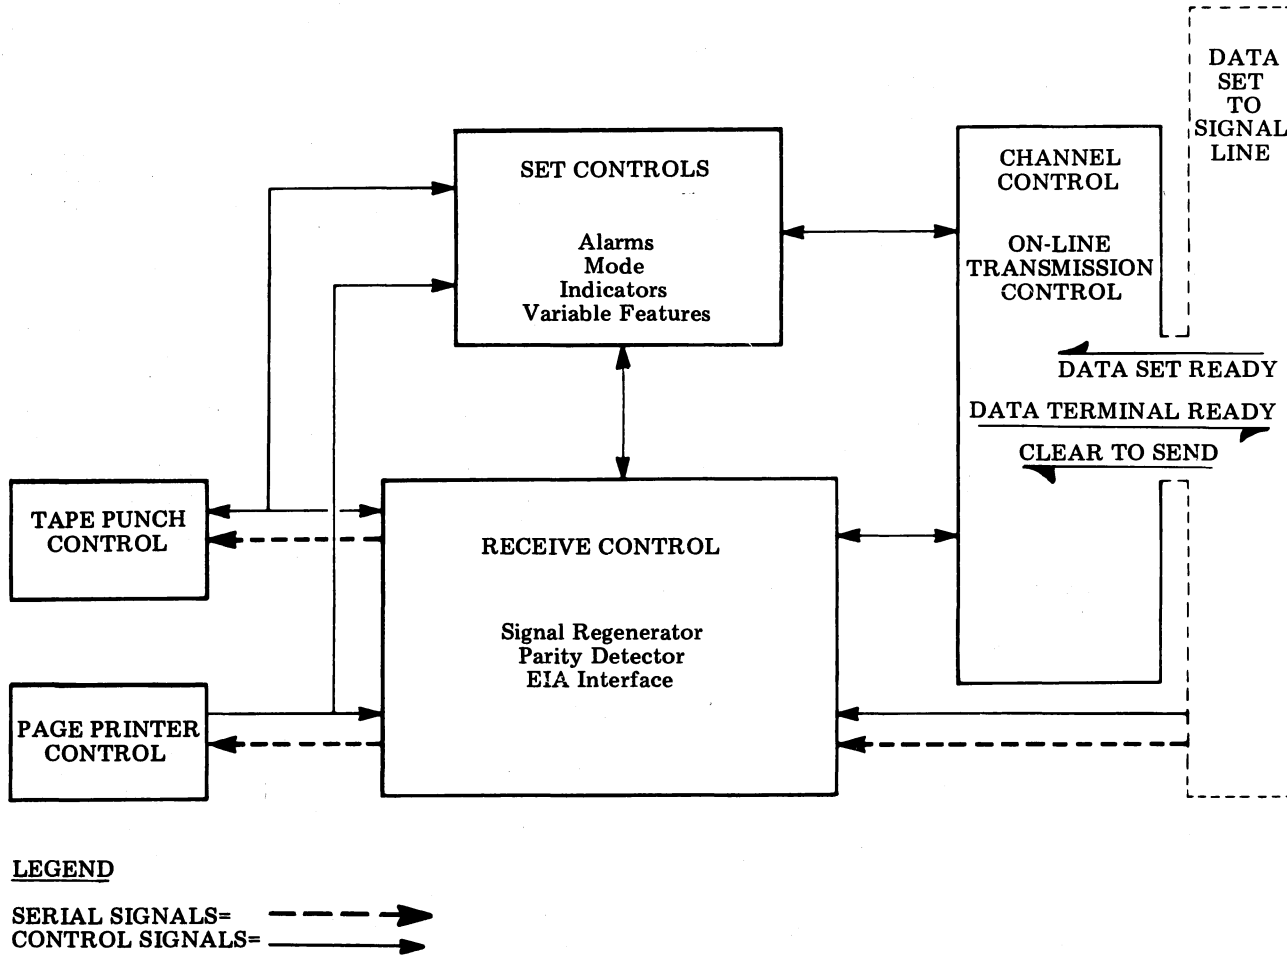 DATA
SET
TO
SIGNAL
LINE
SET CONTROLS
Alarms
Mode
Indicators
Variable Features
CHANNEL
CONTROL
ON-LINE
TRANSMISSION
CONTROL
DATA SET READY
DATA TERMINAL READY
CLEAR TO SEND
TAPE PUNCH
CONTROL
RECEIVE CONTROL
Signal Regenerator
Parity Detector
EIA Interface
PAGE PRINTER
CONTROL
LEGEND
SERIAL SIGNALS=
CONTROL SIGNALS=